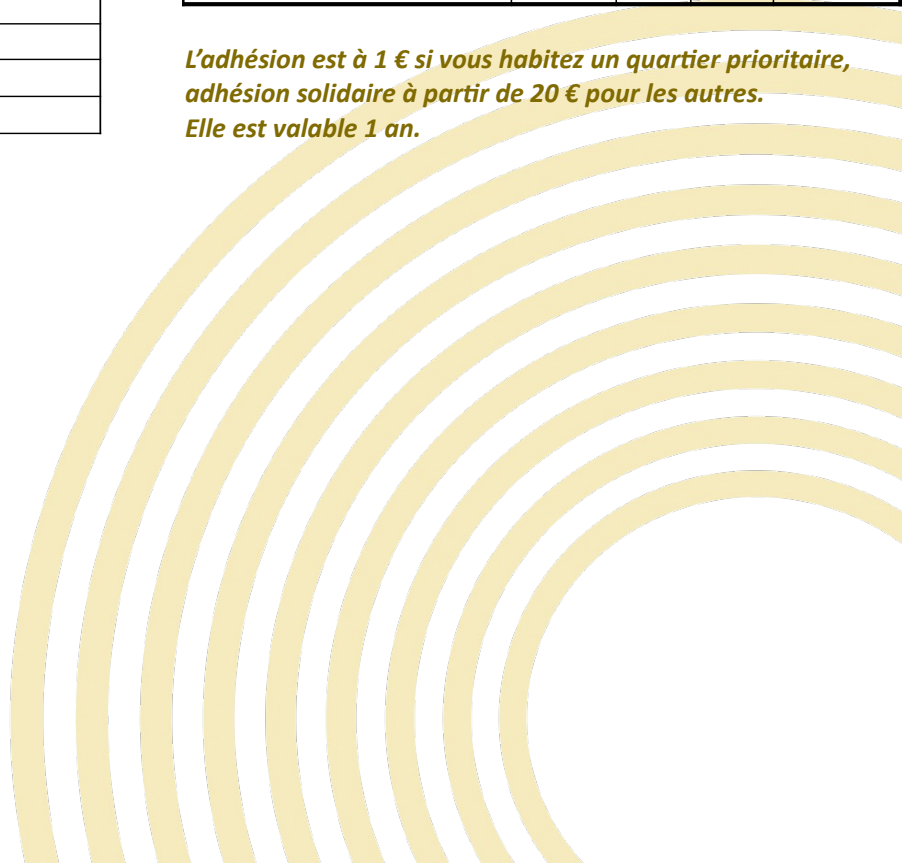 L’adhésion est à 1 € si vous habitez un quartier prioritaire,
adhésion solidaire à partir de 20 € pour les autres.
Elle est valable 1 an.